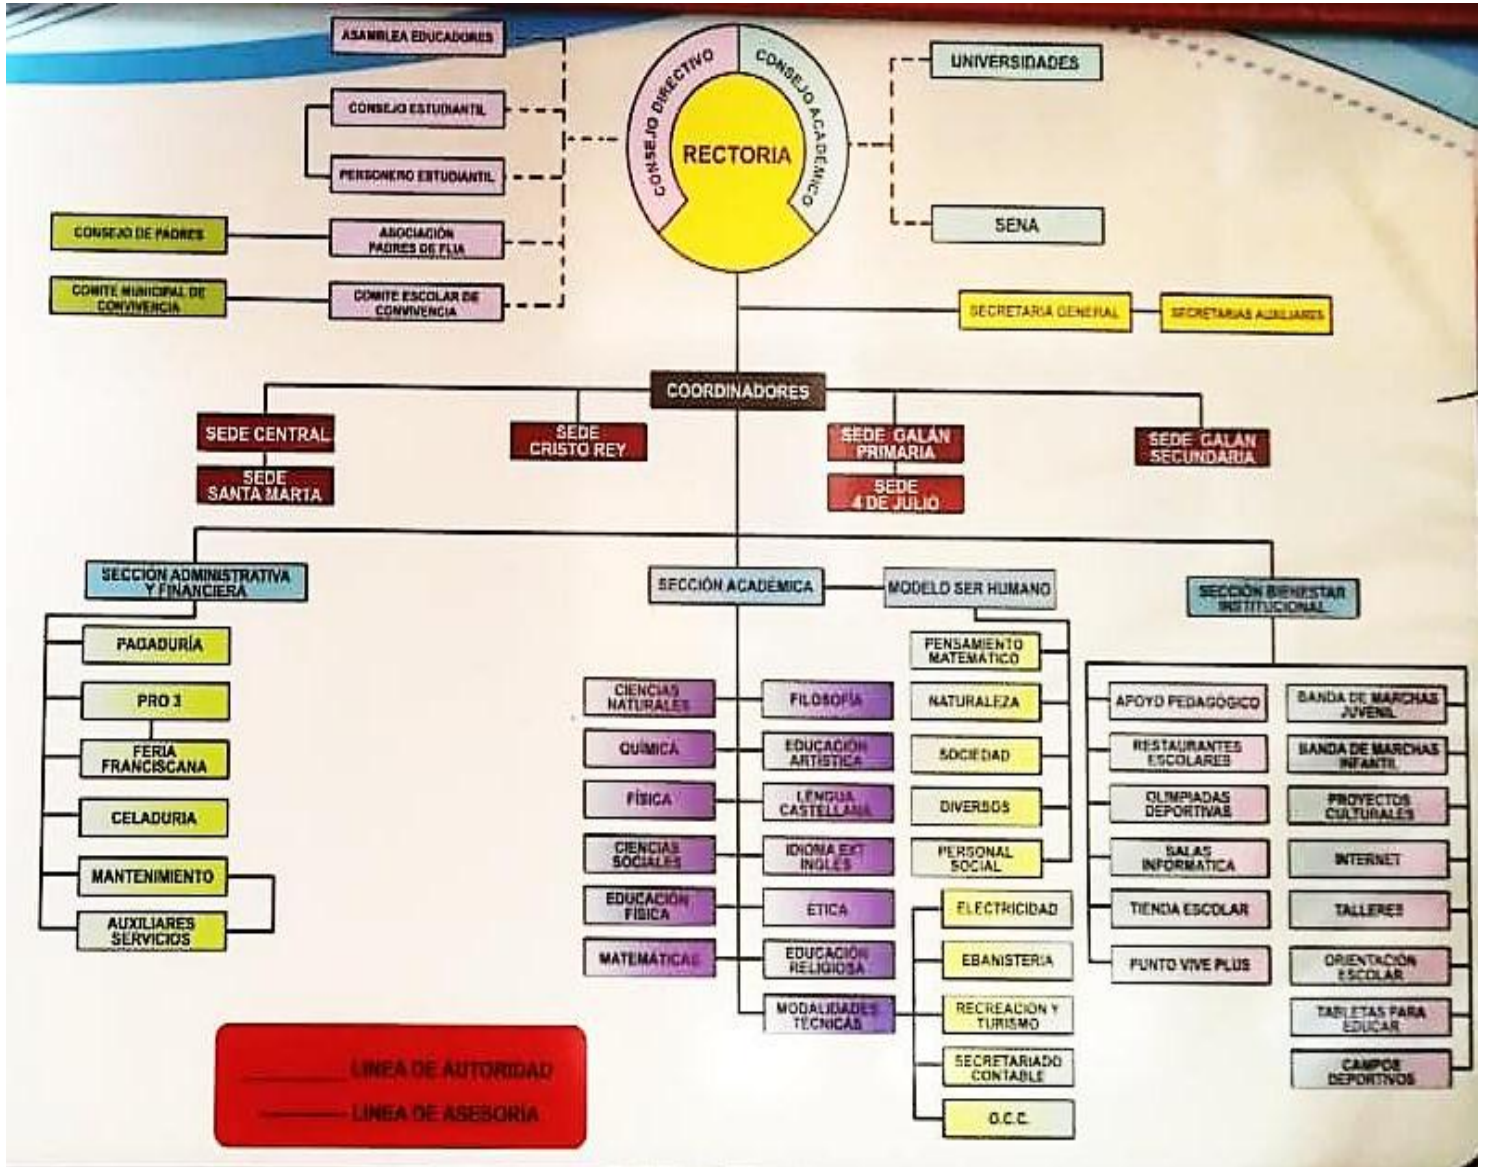 ASAMBLEA EDUCADORES
CONSEJO ESTUDIANTIL
PERSONERO ESTUDIANTIL
CONSEJO DE PADRES
ASOCIACIÓN
PADRES DE FLIA
COMITE MUNICIPAL DE
CONVIVENCIA
COMITE ESCOLAR DE
CONVIVENCIA
CONSEJO DIRECTIVO
CONSEJO ACADÉMICO
RECTORIA
UNIVERSIDADES
SENA
SECRETARIA GENERAL
SECRETARIAS AUXILIARES
COORDINADORES
SEDE CENTRAL
SEDE
SANTA MARTA
SEDE
CRISTO REY
SEDE GALÁN
PRIMARIA
SEDE
4 DE JULIO
SEDE GALÁN
SECUNDARIA
SECCIÓN ADMINISTRATIVA
Y FINANCIERA
PAGADURÍA
PRO 3
FERIA
FRANCISCANA
CELADURIA
MANTENIMIENTO
AUXILIARES
SERVICIOS
SECCIÓN ACADÉMICA
CIENCIAS
NATURALES
QUÍMICA
FÍSICA
CIENCIAS
SOCIALES
EDUCACIÓN
FÍSICA
MATEMÁTICAS
FILOSOFÍA
EDUCACIÓN
ARTÍSTICA
LENGUA
CASTELLANA
IDIOMA EXT
INGLÉS
ETICA
EDUCACIÓN
RELIGIOSA
MODALIDADES
TÉCNICAS
MODELO SER HUMANO
PENSAMIENTO
MATEMÁTICO
NATURALEZA
SOCIEDAD
DIVERSOS
PERSONAL
SOCIAL
ELECTRICIDAD
EBANISTERIA
RECREACION Y
TURISMO
SECRETARIADO
CONTABLE
O.C.C.
SECCIÓN BIENESTAR
INSTITUCIONAL
APOYO PEDAGÓGICO
RESTAURANTES
ESCOLARES
OLIMPIADAS
DEPORTIVAS
SALAS
INFORMATICA
TIENDA ESCOLAR
PUNTO VIVE PLUS
BANDA DE MARCHAS
JUVENIL
BANDA DE MARCHAS
INFANTIL
PROYECTOS
CULTURALES
INTERNET
TALLERES
ORIENTACIÓN
ESCOLAR
TABLETAS PARA
EDUCAR
CAMPOS
DEPORTIVOS
LINEA DE AUTORIDAD
LINEA DE ASESORÍA